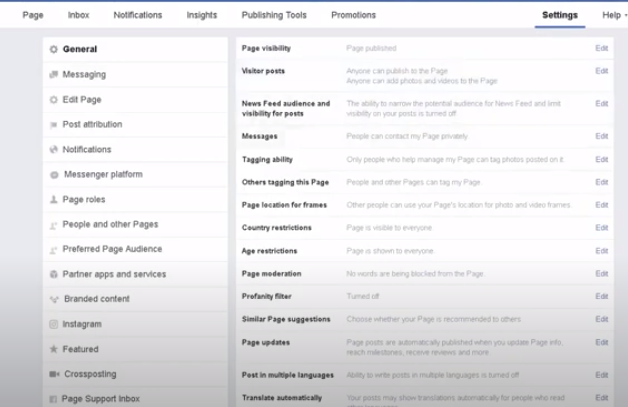 Page Inbox Notifications Insights Publishing Tools Promotions Settings Help
General
Messaging
Edit Page
Post attribution
Notifications
Messenger platform
Page roles
People and other Pages
Preferred Page Audience
Partner apps and services
Branded content
Instagram
Featured
Crossposting
Page Support Inbox
Page visibility Page published Edit
Visitor posts Anyone can publish to the Page Edit
Anyone can add photos and videos to the Page
News Feed audience and The ability to narrow the potential audience for News Feed and limit Edit
visibility for posts visibility on your posts is turned off
Messages People can contact my Page privately. Edit
Tagging ability Only people who help manage my Page can tag photos posted on it. Edit
Others tagging this Page People and other Pages can tag my Page. Edit
Page location for frames Other people can use your Page's location for photo and video frames. Edit
Country restrictions Page is visible to everyone. Edit
Age restrictions Page is shown to everyone. Edit
Page moderation No words are being blocked from the Page. Edit
Profanity filter Turned off Edit
Similar Page suggestions Choose whether your Page is recommended to others Edit
Page updates Page posts are automatically published when you update Page info, Edit
reach milestones, receive reviews and more.
Post in multiple languages Ability to write posts in multiple languages is turned off Edit
Translate automatically Your posts may show translations automatically for people who read Edit